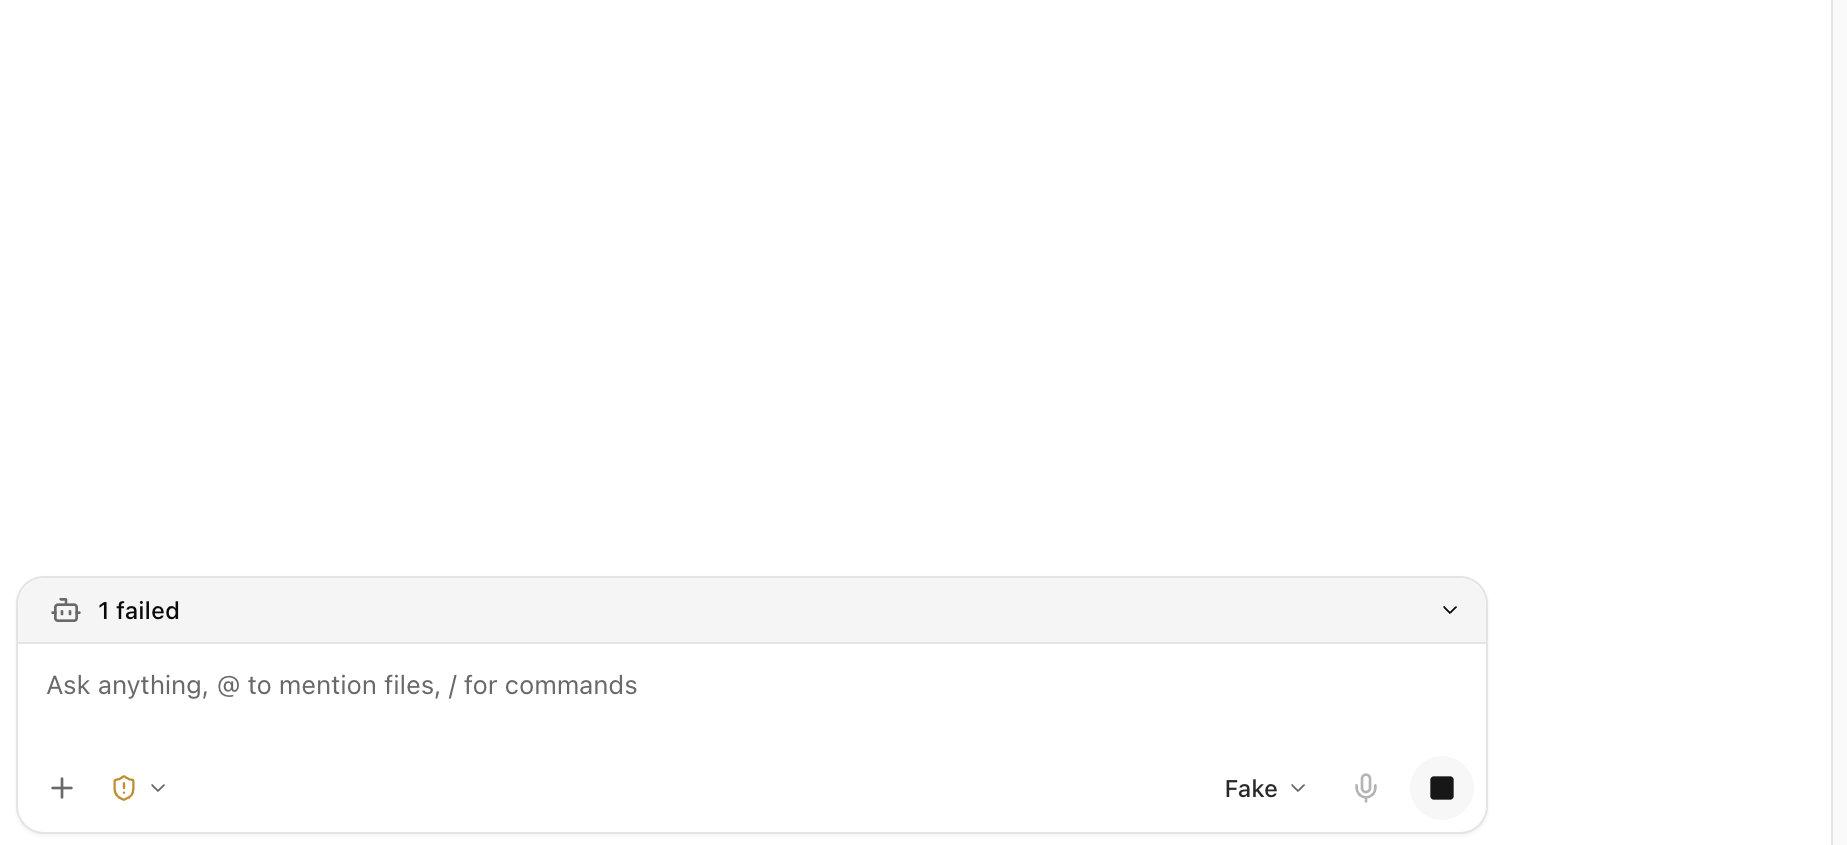 1 failed
Ask anything, @ to mention files, / for commands
Fake